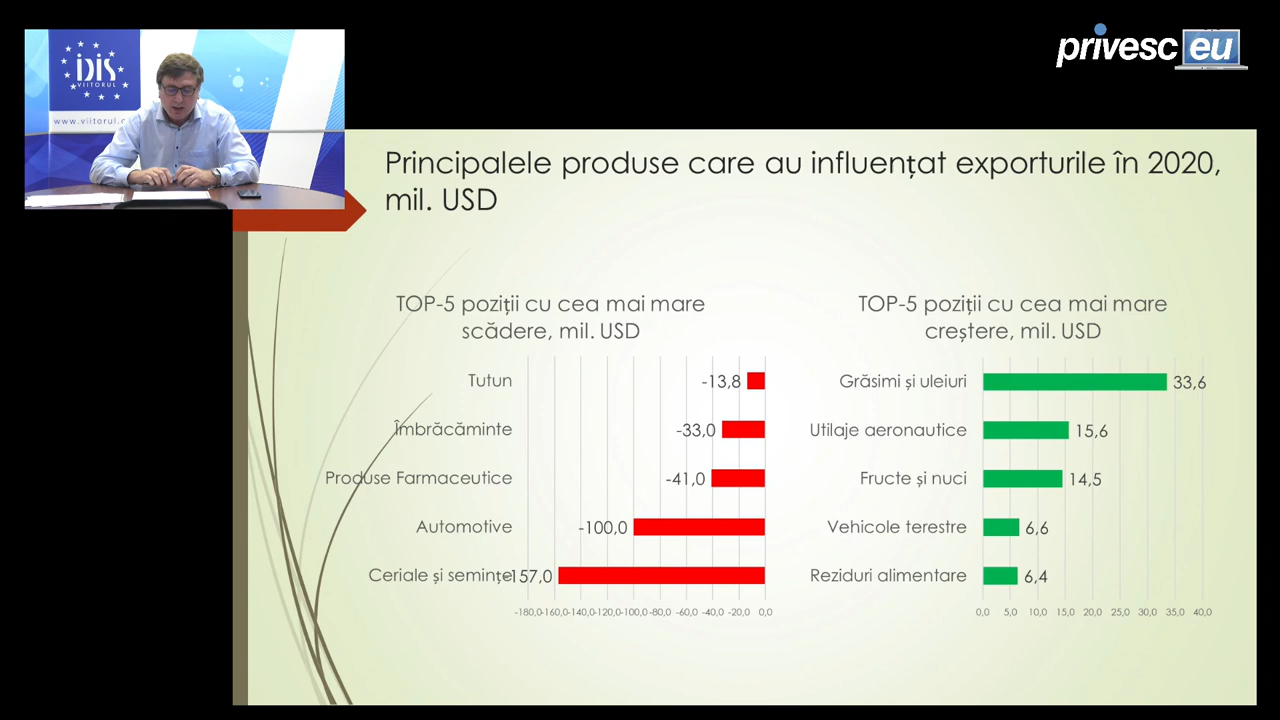 iDiS
VIITORUL
www.viitorul.
privesc eu
Principalele produse care au influențat exporturile în 2020,
mil. USD
TOP-5 poziții cu cea mai mare
scădere, mil. USD
Tutun -13,8
Îmbrăcăminte -33,0
Produse Farmaceutice -41,0
Automotive -100,0
Ceriale și semințe -157,0
-180,0 -160,0 -140,0 -120,0 -100,0 -80,0 -60,0 -40,0 -20,0 0,0
TOP-5 poziții cu cea mai mare
creștere, mil. USD
Grăsimi și uleiuri 33,6
Utilaje aeronautice 15,6
Fructe și nuci 14,5
Vehicole terestre 6,6
Reziduri alimentare 6,4
0,0 5,0 10,0 15,0 20,0 25,0 30,0 35,0 40,0